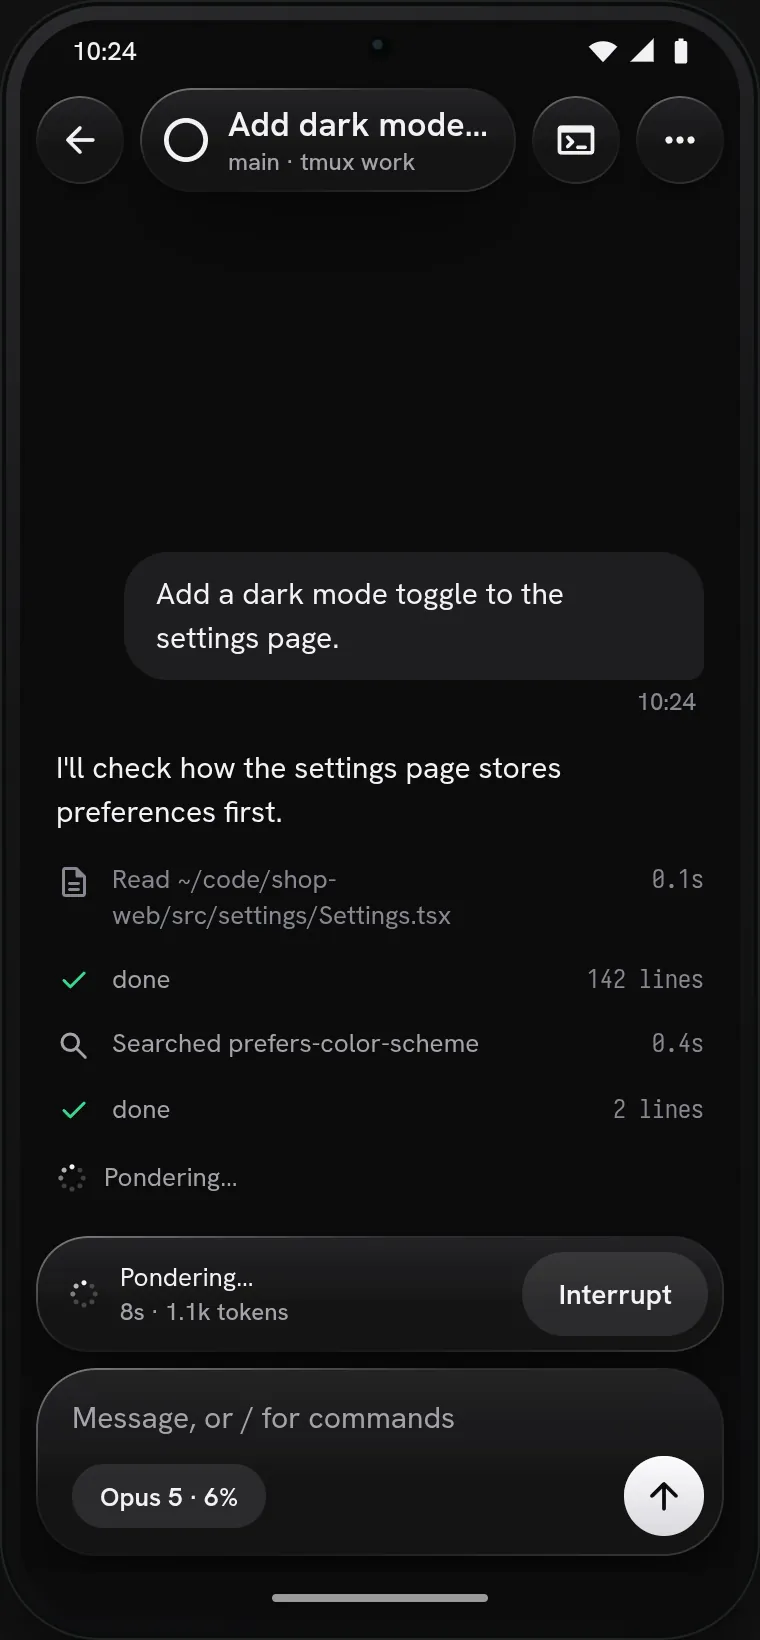 10:24
Add dark mode...
main · tmux work
Add a dark mode toggle to the
settings page.
10:24
I'll check how the settings page stores
preferences first.
Read ~/code/shop-
web/src/settings/Settings.tsx
0.1s
done
142 lines
Searched prefers-color-scheme
0.4s
done
2 lines
Pondering...
Pondering...
8s · 1.1k tokens
Interrupt
Message, or / for commands
Opus 5 · 6%